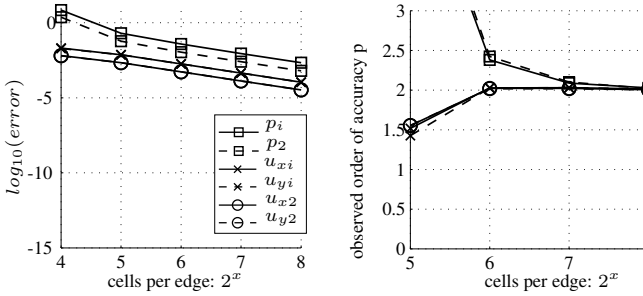 0
-5
-10
-15
log10(error)
4
5
6
7
8
cells per edge: 2^x
p_i
p_2
u_xi
u_yi
u_x2
u_y2
3
2.5
2
1.5
1
0.5
0
observed order of accuracy p
5
6
7
cells per edge: 2^x